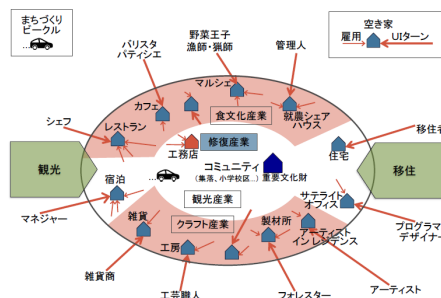 まちづくり
ビークル
空き家
雇用
UIターン
バリスタ
パティシェ
野菜王子
漁師・猟師
管理人
マルシェ
カフェ
食文化産業
就農シェア
ハウス
シェフ
レストラン
修復産業
工務店
移住者
住宅
観光
コミュニティ
(集落、小学校区…)
重要文化財
移住
宿泊
観光産業
サテライト
オフィス
マネジャー
雑貨
クラフト産業
製材所
アーティスト
イン レジデンス
プログラマ
デザイナー
工房
雑貨商
工芸職人
フォレスター
アーティスト